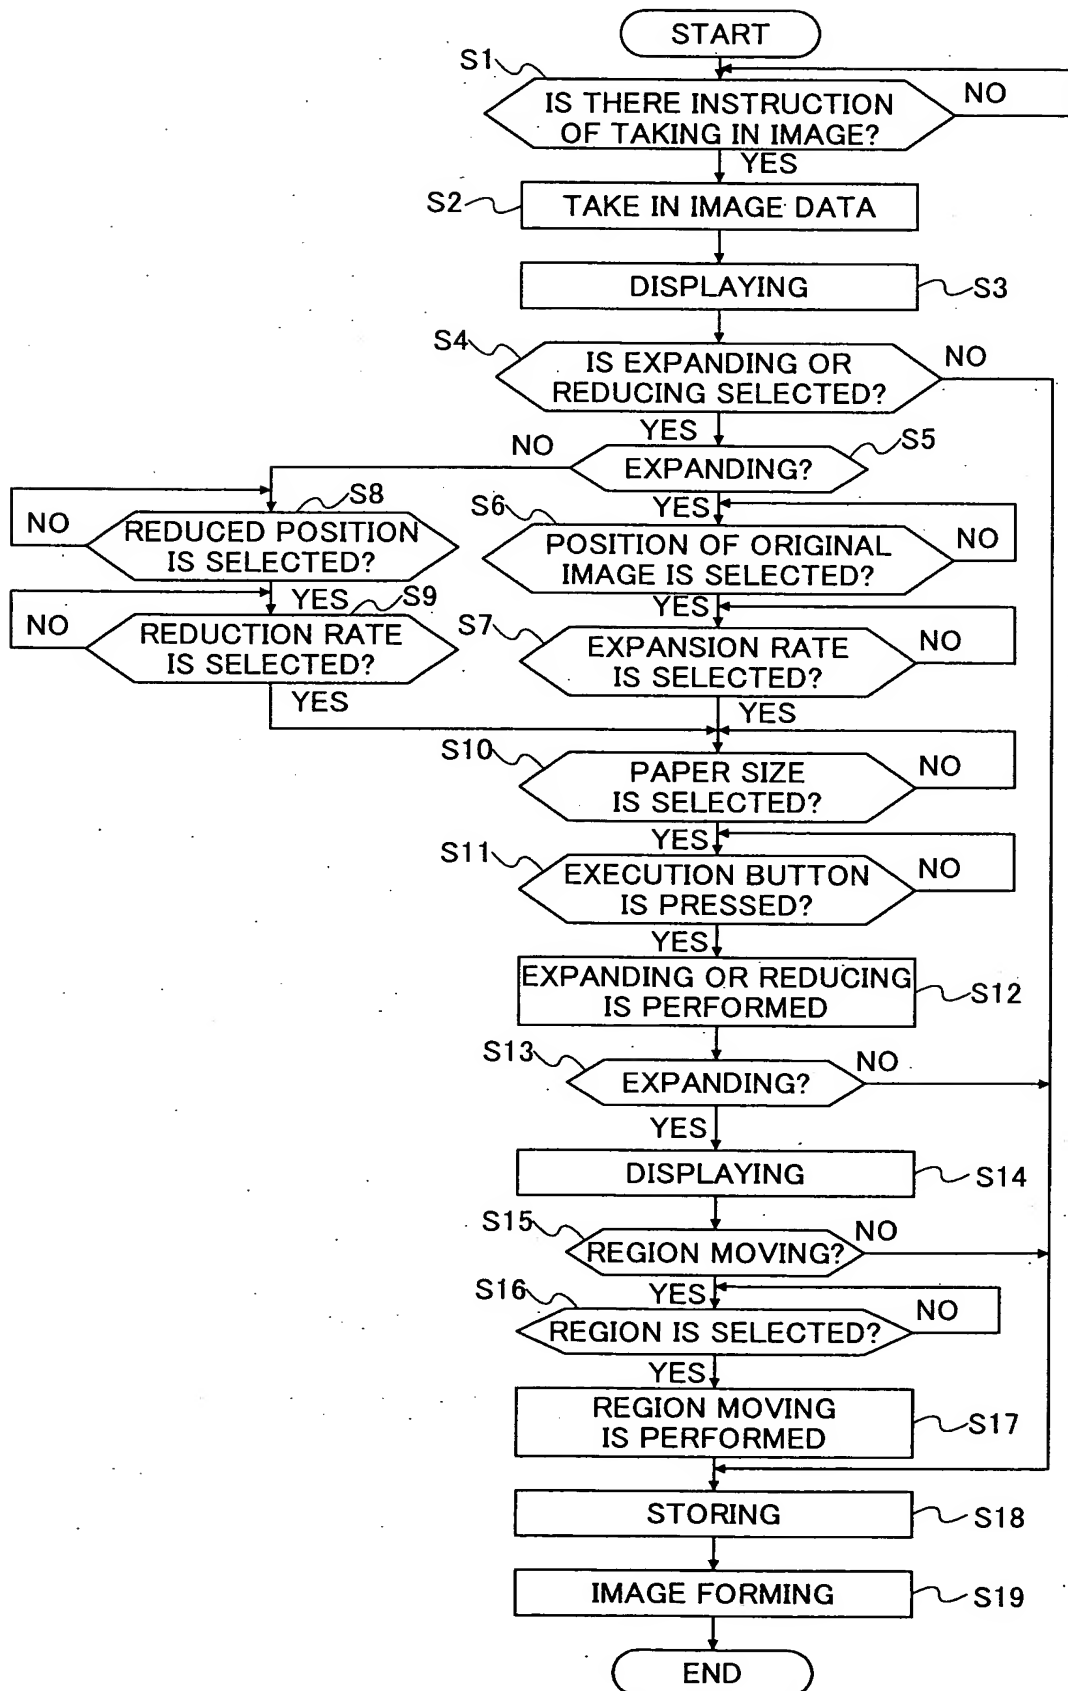 START
S1
IS THERE INSTRUCTION
OF TAKING IN IMAGE?
NO
YES
S2
TAKE IN IMAGE DATA
DISPLAYING
S3
S4
IS EXPANDING OR
REDUCING SELECTED?
NO
YES
S5
NO
EXPANDING?
YES
S8
NO
REDUCED POSITION
IS SELECTED?
YES
S6
POSITION OF ORIGINAL
IMAGE IS SELECTED?
NO
YES
S9
NO
REDUCTION RATE
IS SELECTED?
YES
S7
EXPANSION RATE
IS SELECTED?
NO
YES
S10
PAPER SIZE
IS SELECTED?
NO
YES
S11
EXECUTION BUTTON
IS PRESSED?
NO
YES
EXPANDING OR REDUCING
IS PERFORMED
S12
S13
EXPANDING?
NO
YES
DISPLAYING
S14
S15
REGION MOVING?
NO
YES
S16
REGION IS SELECTED?
NO
YES
REGION MOVING
IS PERFORMED
S17
STORING
S18
IMAGE FORMING
S19
END